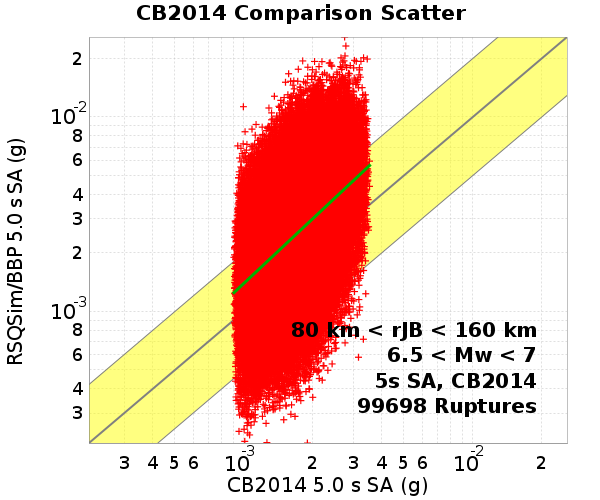 CB2014 Comparison Scatter
RSQSim/BBP 5.0 s SA (g)
2
10-2
8
6
4
3
2
10-3
8
6
4
3
80 km < rJB < 160 km
6.5 < Mw < 7
5s SA, CB2014
99698 Ruptures
3 4 5 6 10-3 2 3 4 5 6 10-2 2
CB2014 5.0 s SA (g)